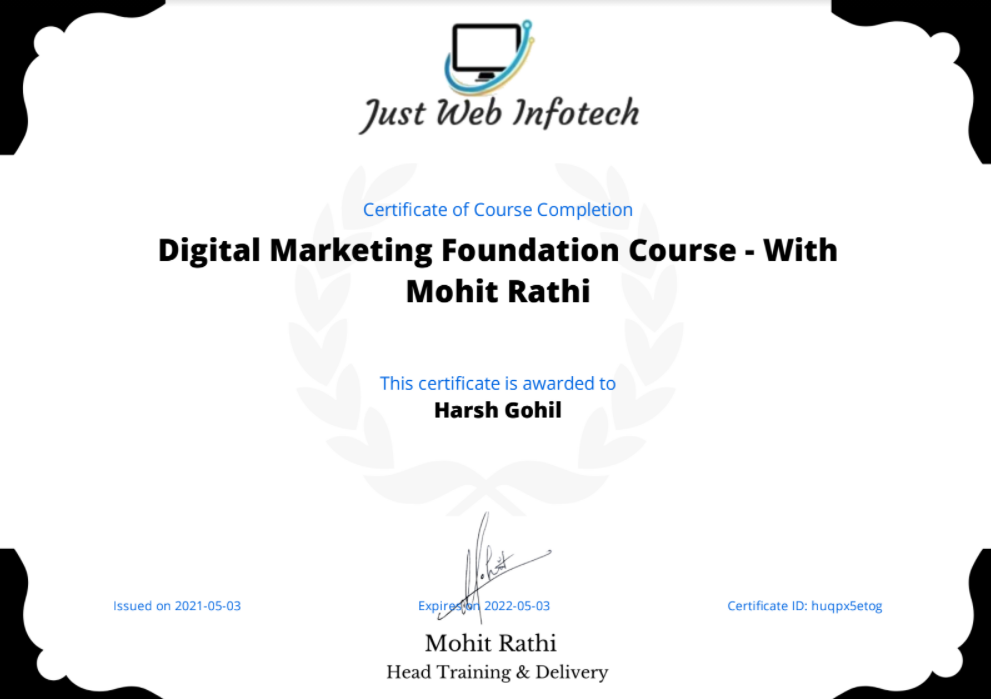 Just Web Infotech
Certificate of Course Completion
Digital Marketing Foundation Course - With
Mohit Rathi
This certificate is awarded to
Harsh Gohil
Mohit
Issued on 2021-05-03
Expires on 2022-05-03
Certificate ID: huqpx5etog
Mohit Rathi
Head Training & Delivery